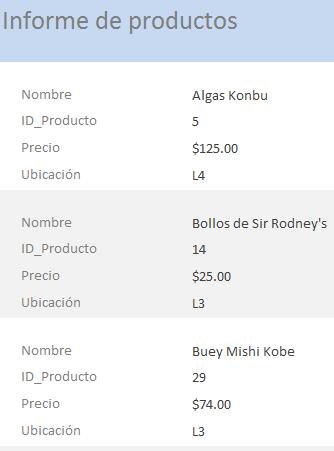 Informe de productos
Nombre Algas Konbu
ID_Producto 5
Precio $125.00
Ubicación L4
Nombre Bollos de Sir Rodney's
ID_Producto 14
Precio $25.00
Ubicación L3
Nombre Buey Mishi Kobe
ID_Producto 29
Precio $74.00
Ubicación L3